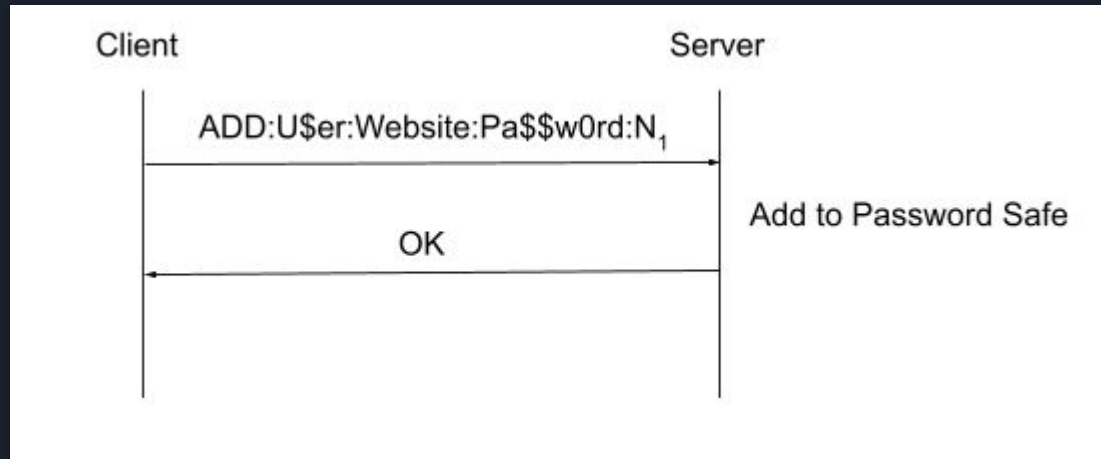 Client
Server
ADD:U$er:Website:Pa$$w0rd:N₁
Add to Password Safe
OK